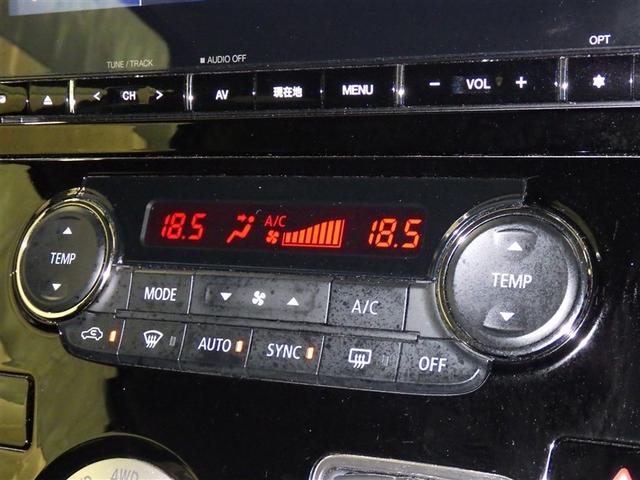 TUNE / TRACK
AUDIO OFF
OPT
CH
AV
現在地
MENU
− VOL +
18.5
A/C
18.5
TEMP
TEMP
MODE
A/C
AUTO
SYNC
OFF
4WD